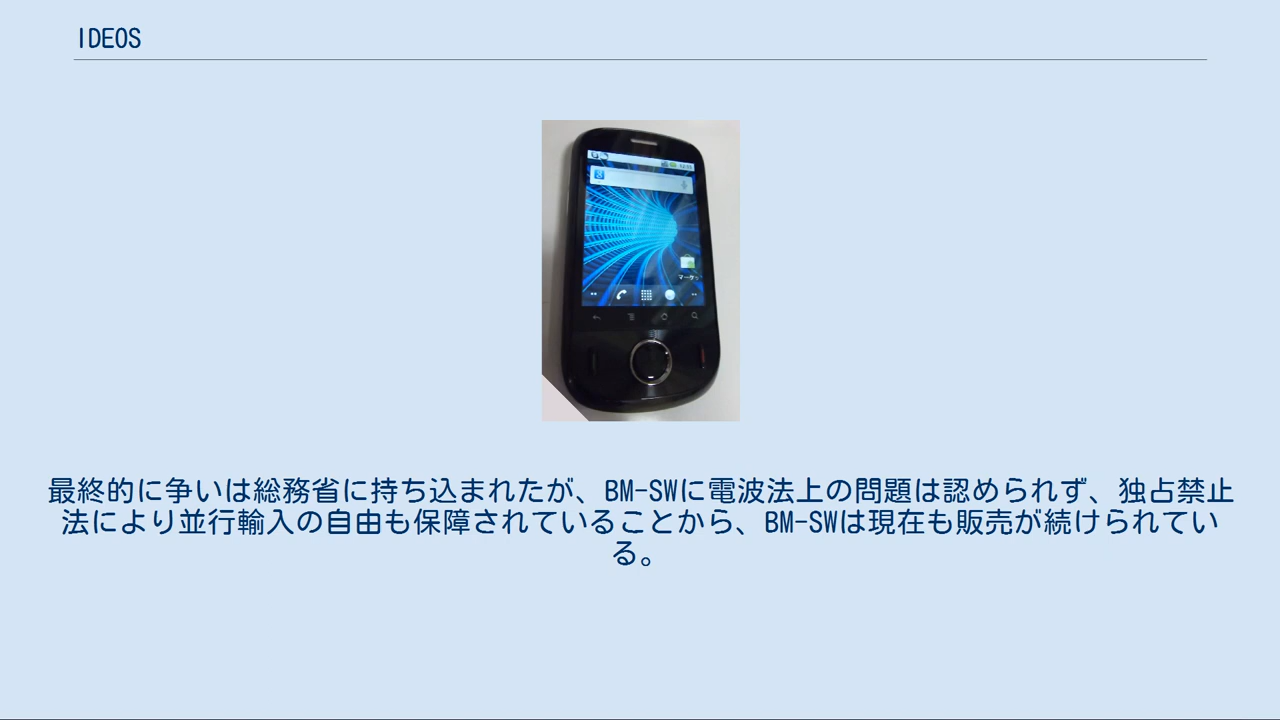 IDEOS
マーケッ
最終的に争いは総務省に持ち込まれたが、BM-SWに電波法上の問題は認められず、独占禁止
法により並行輸入の自由も保障されていることから、BM-SWは現在も販売が続けられてい
る。